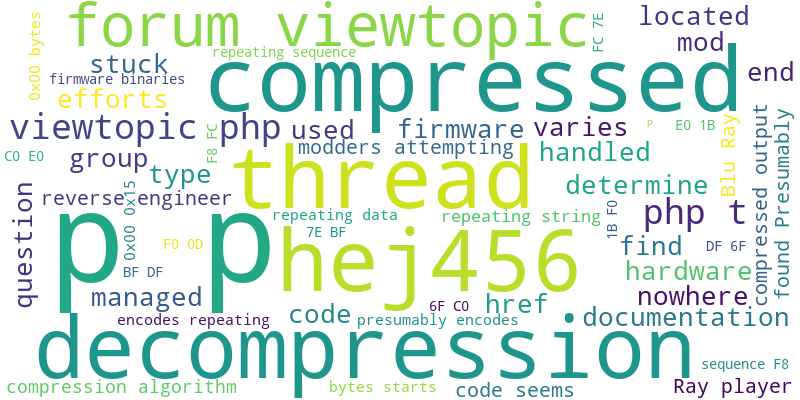 forum viewtopic
FC 7E
located
mod
0x00 bytes
stuck
repeating sequence
firmware binaries
compressed
end
efforts
viewtopic
php
used
firmware
varies
p
E0 1B
Blu Ray
F8 FC
modders attempting
C0 E0
group
type
thread
handled
compressed output
found Presumably
reverse engineer
determine
question
0x00 0x15
p
p
repeating data
repeating string
php t
1B F0
7E BF
hej456
F0 0D
find
DF 6F
BF DF
hardware
managed
6F C0
href
nowhere
code
encodes repeating
presumably encodes
documentation
decompression
sequence F8
compression algorithm
bytes starts
code seems
Ray player